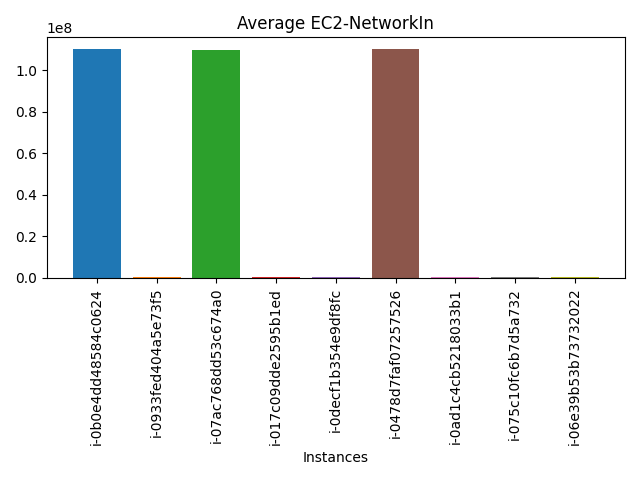 Average EC2-NetworkIn
1e8
1.0
0.8
0.6
0.4
0.2
0.0
i-0b0e4dd48584c0624
i-0933fed404a5e73f5
i-07ac768dd53c674a0
i-017c09dde2595b1ed
i-0decf1b354e9df8fc
i-0478d7faf07257526
i-0ad1c4cb5218033b1
i-075c10fc6b7d5a732
i-06e39b53b73732022
Instances